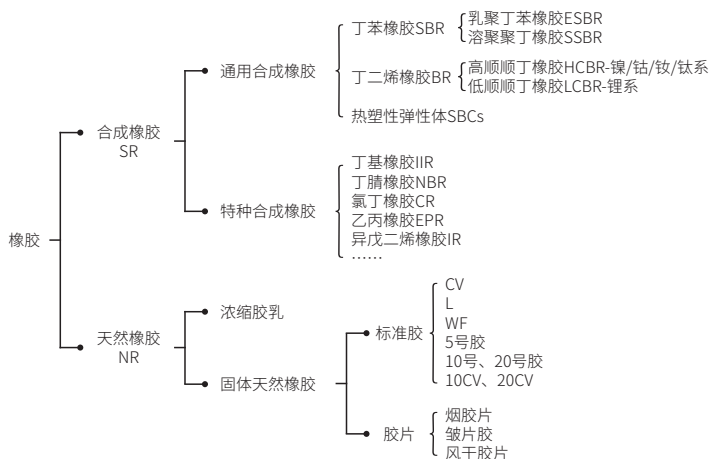 橡胶
合成橡胶
SR
通用合成橡胶
丁苯橡胶SBR
乳聚丁苯橡胶ESBR
溶聚聚丁橡胶SSBR
丁二烯橡胶BR
高顺顺丁橡胶HCBR-镍/钴/钕/钛系
低顺顺丁橡胶LCBR-锂系
热塑性弹性体SBCs
特种合成橡胶
丁基橡胶IIR
丁腈橡胶NBR
氯丁橡胶CR
乙丙橡胶EPR
异戊二烯橡胶IR
……
天然橡胶
NR
浓缩胶乳
固体天然橡胶
标准胶
CV
L
WF
5号胶
10号、20号胶
10CV、20CV
胶片
烟胶片
皱片胶
风干胶片